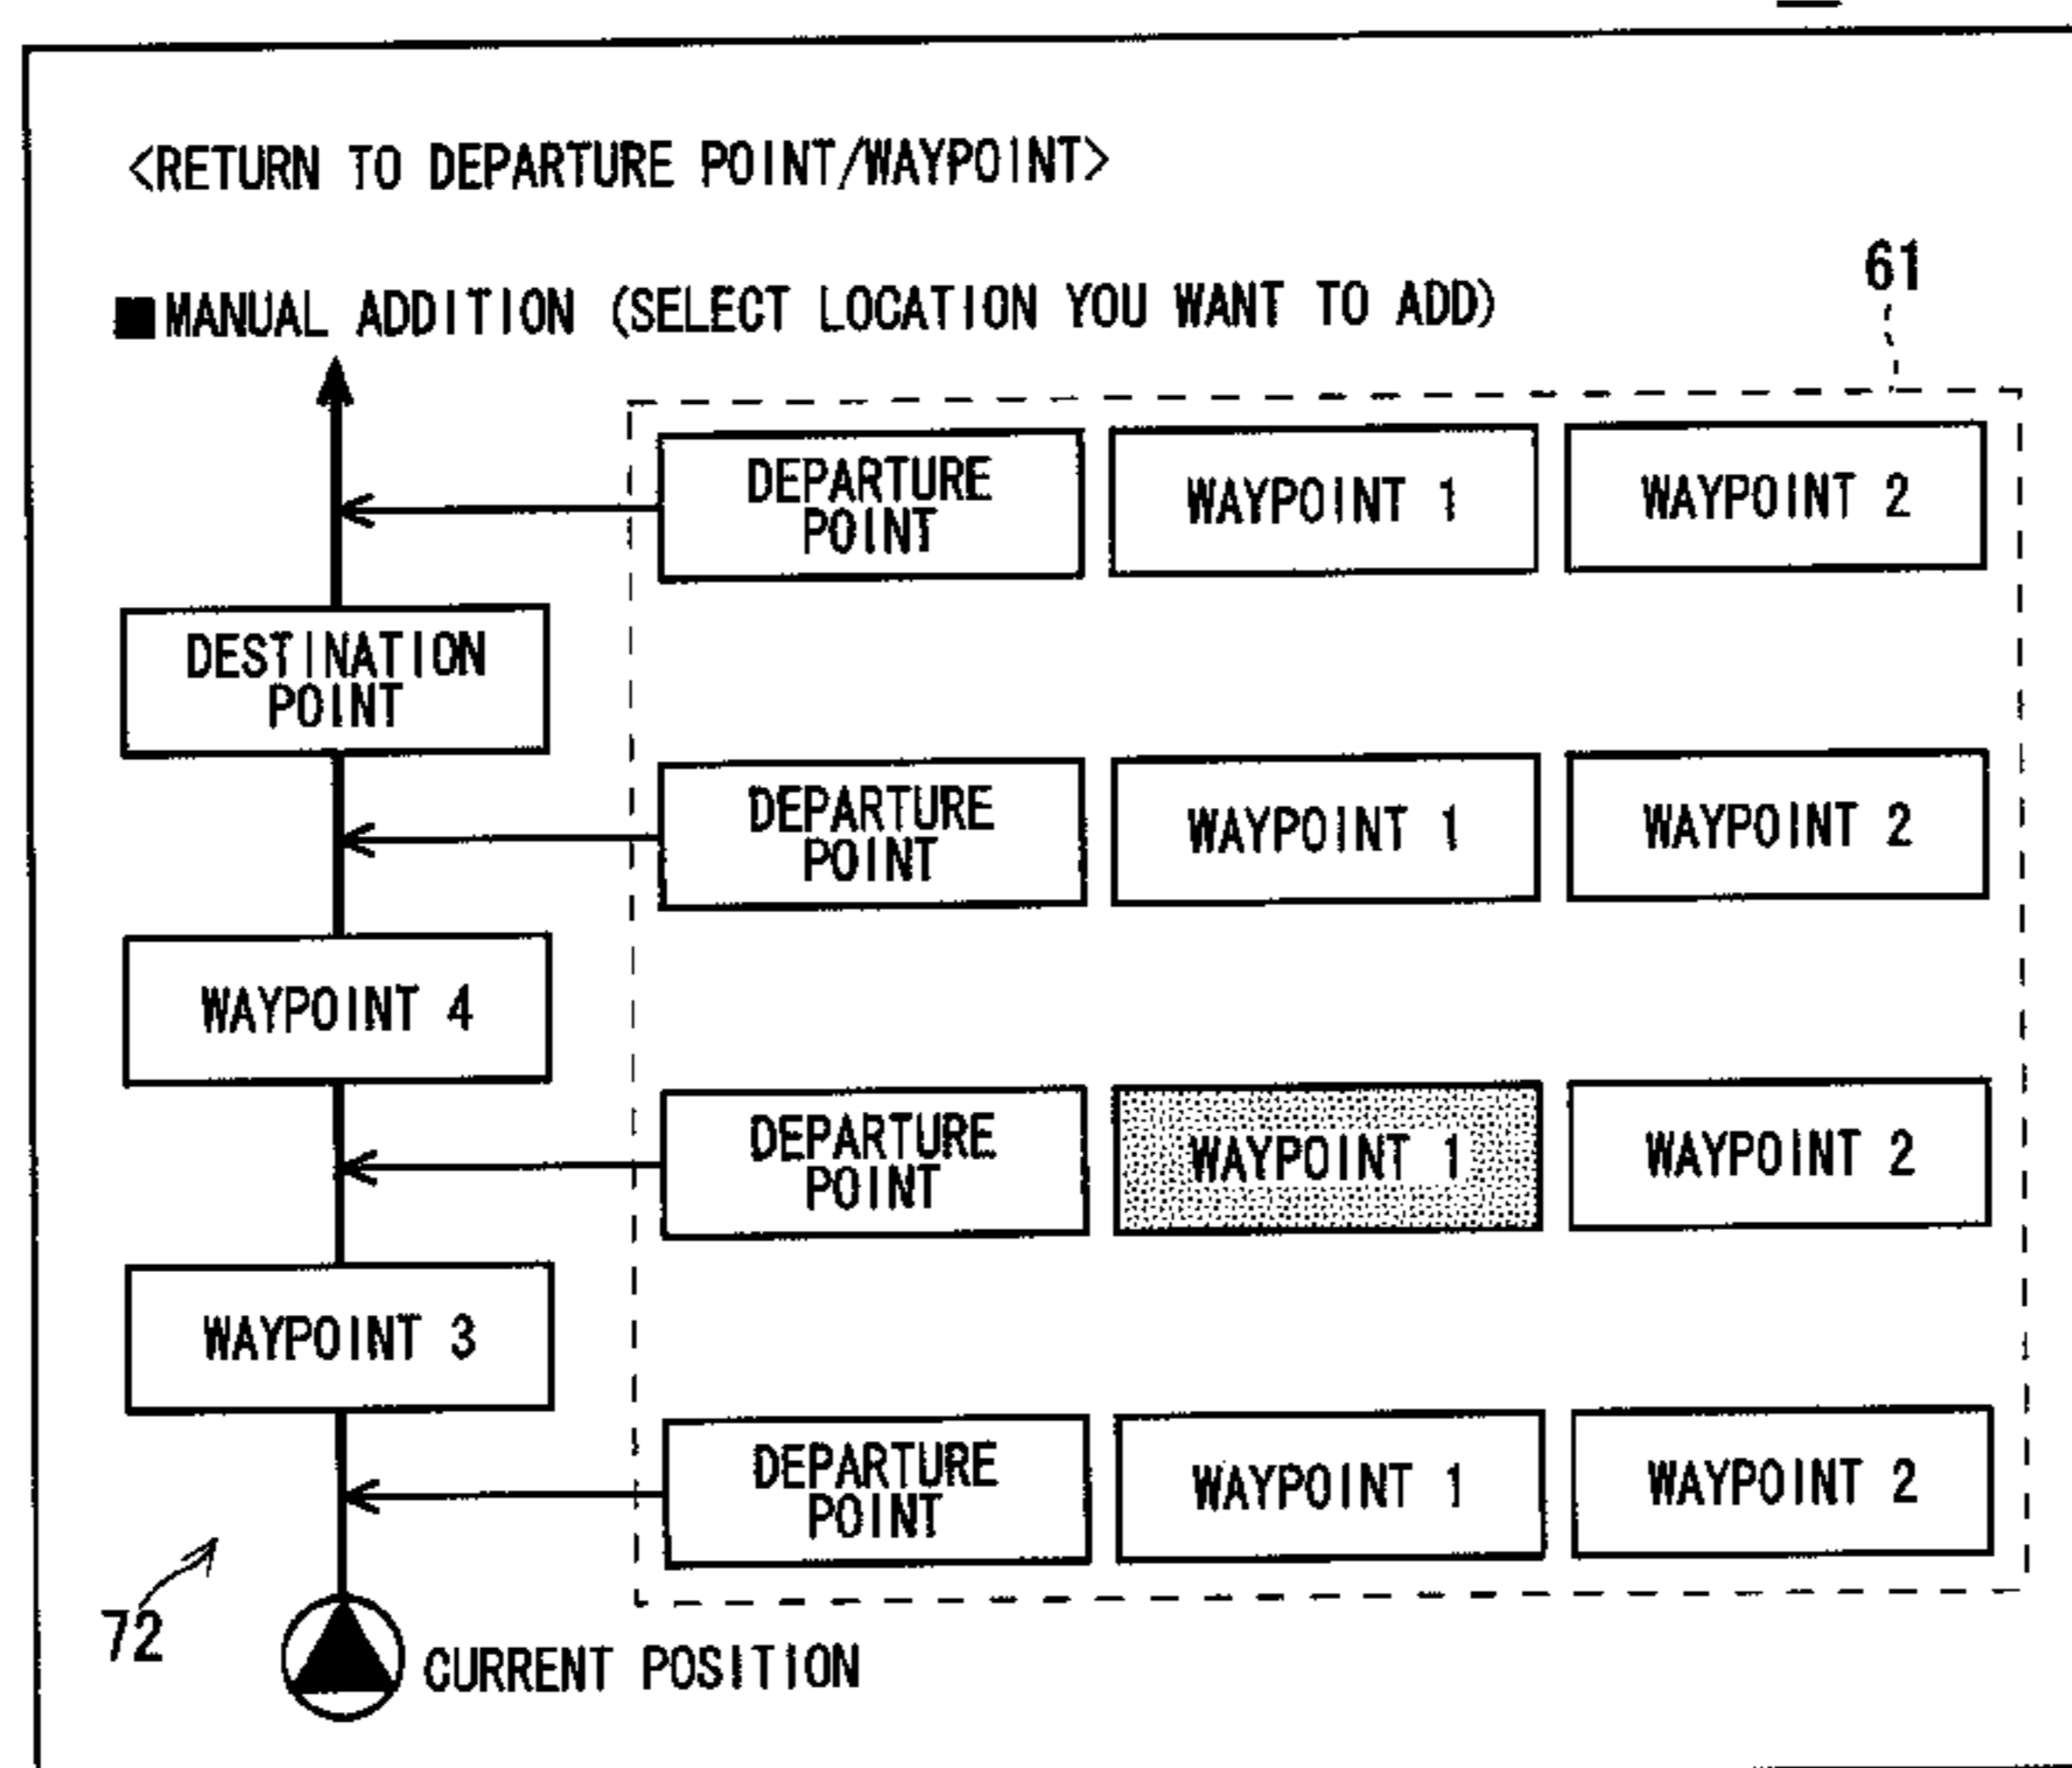 <RETURN TO DEPARTURE POINT/WAYPOINT>
61
■MANUAL ADDITION (SELECT LOCATION YOU WANT TO ADD)
DEPARTURE
POINT
WAYPOINT 1
WAYPOINT 2
DESTINATION
POINT
DEPARTURE
POINT
WAYPOINT 1
WAYPOINT 2
WAYPOINT 4
DEPARTURE
POINT
WAYPOINT 1
WAYPOINT 2
WAYPOINT 3
DEPARTURE
POINT
WAYPOINT 1
WAYPOINT 2
72
CURRENT POSITION